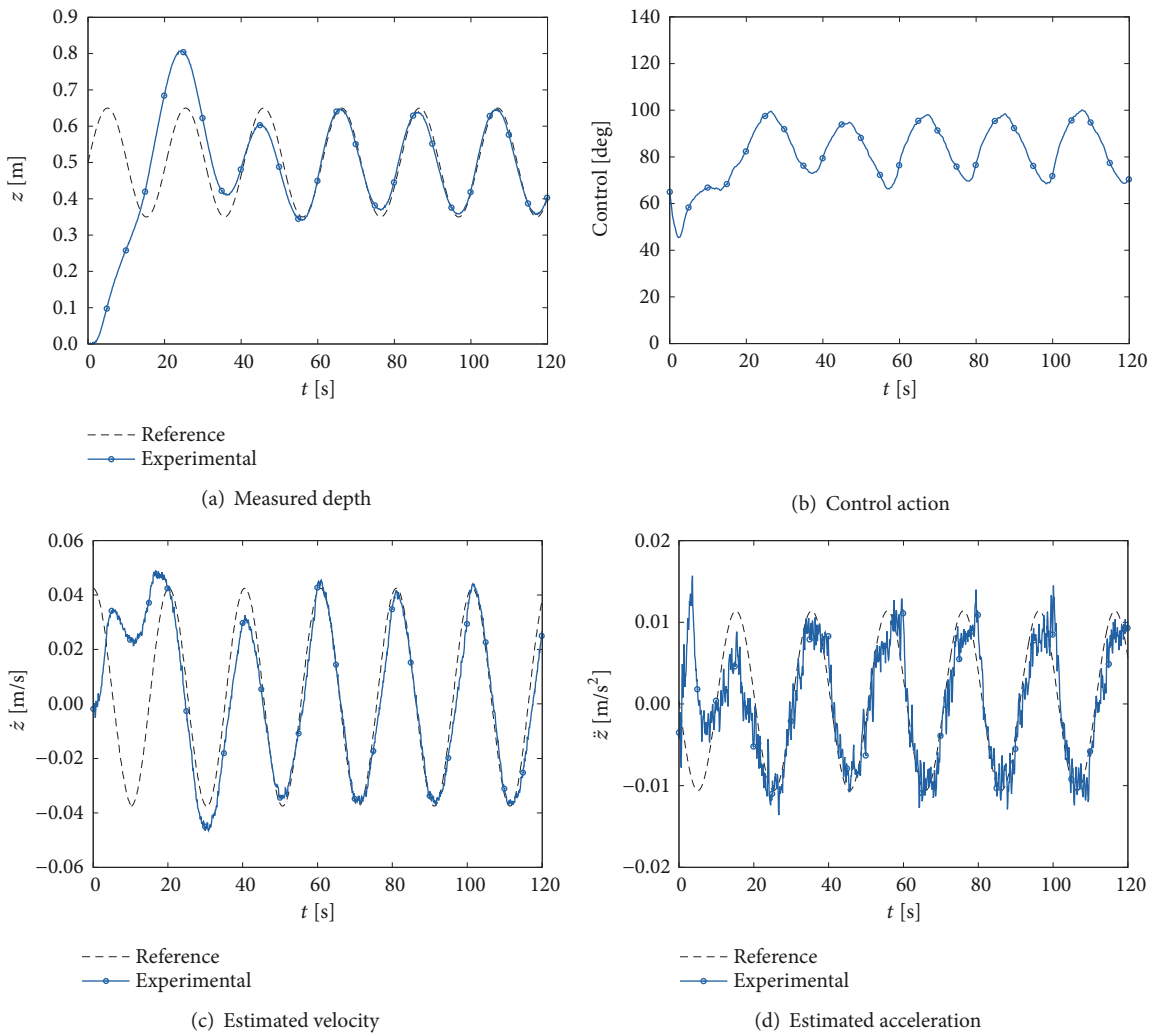 0.9
0.8
0.7
0.6
0.5
0.4
0.3
0.2
0.1
0.0
z [m]
0 20 40 60 80 100 120
t [s]
Reference
Experimental
(a) Measured depth
140
120
100
80
60
40
20
0
Control [deg]
0 20 40 60 80 100 120
t [s]
(b) Control action
0.06
0.04
0.02
0.00
−0.02
−0.04
−0.06
ż [m/s]
0 20 40 60 80 100 120
t [s]
Reference
Experimental
(c) Estimated velocity
0.02
0.01
0.00
−0.01
−0.02
z̈ [m/s²]
0 20 40 60 80 100 120
t [s]
Reference
Experimental
(d) Estimated acceleration